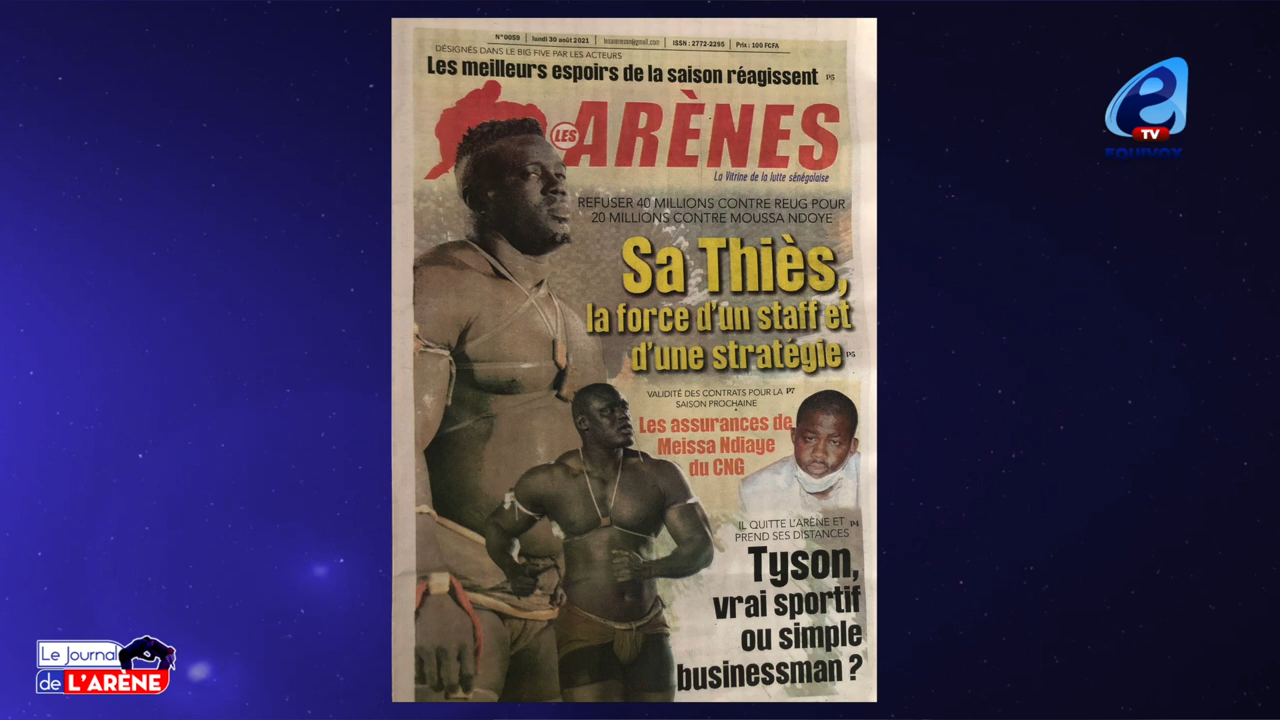 N°0059 | lundi 30 août 2021 | lesarenesn@gmail.com | ISSN : 2772-2295 | Prix : 100 FCFA
DÉSIGNÉS DANS LE BIG FIVE PAR LES ACTEURS
Les meilleurs espoirs de la saison réagissent P5
LES ARÈNES
La Vitrine de la lutte sénégalaise
REFUSER 40 MILLIONS CONTRE REUG POUR
20 MILLIONS CONTRE MOUSSA NDOYE
Sa Thiès,
la force d'un staff et
d'une stratégie P5
VALIDITÉ DES CONTRATS POUR LA P7
SAISON PROCHAINE
Les assurances de
Meissa Ndiaye
du CNG
IL QUITTE L'ARÈNE ET P4
PREND SES DISTANCES
Tyson,
vrai sportif
ou simple
businessman ?
e
TV
EQUIVOX
Le Journal
de L'ARÈNE